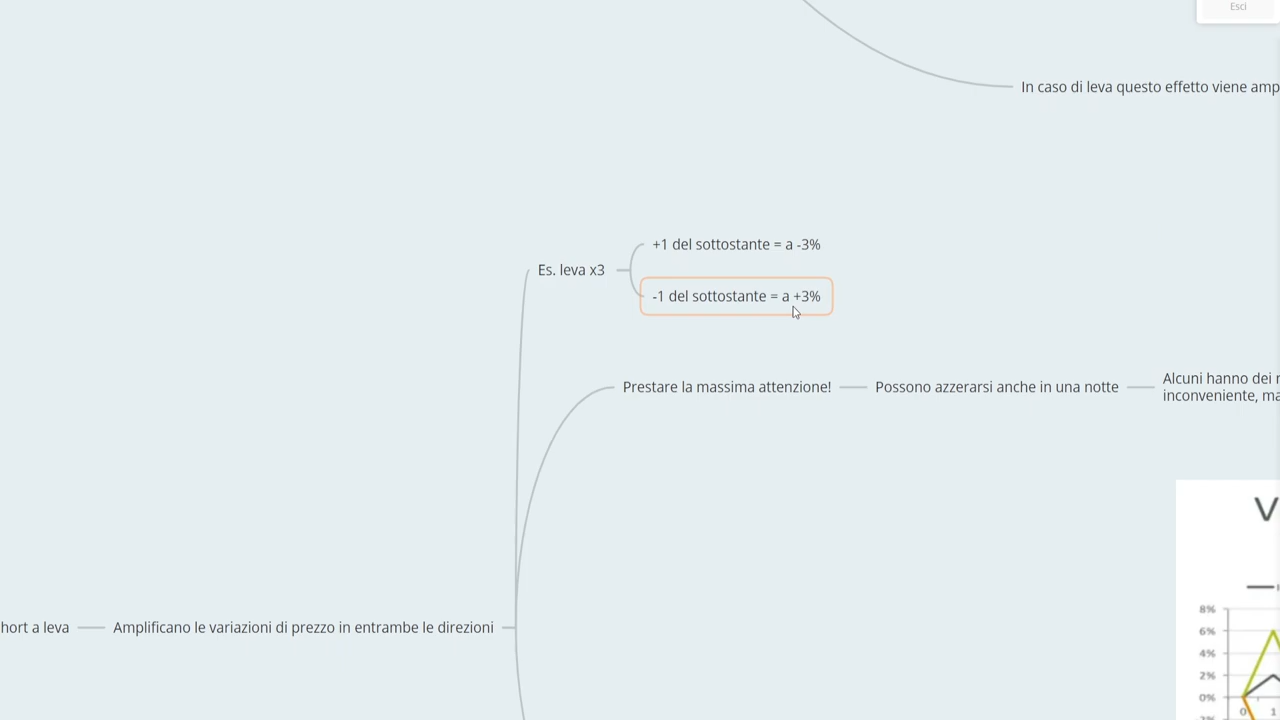 Esci
In caso di leva questo effetto viene amp
+1 del sottostante = a -3%
Es. leva x3
-1 del sottostante = a +3%
Prestare la massima attenzione!
Possono azzerarsi anche in una notte
Alcuni hanno dei
inconveniente, ma
V
8%
6%
4%
2%
0%
0 1
hort a leva
Amplificano le variazioni di prezzo in entrambe le direzioni